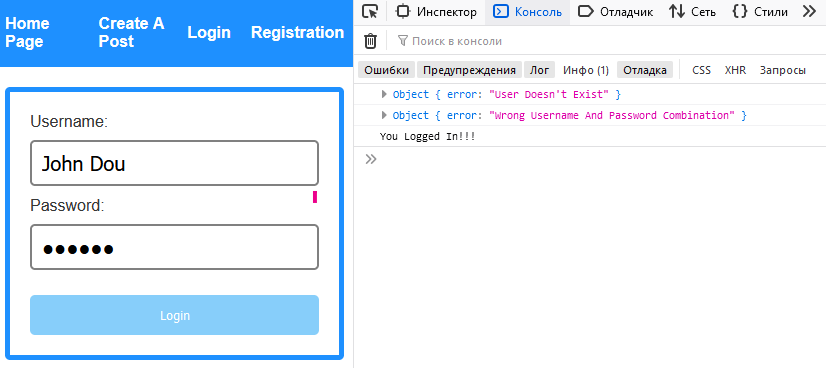 Home Page
Create A Post
Login
Registration
Username:
John Dou
Password:
●●●●●●
Login
Инспектор
Консоль
Отладчик
Сеть
{} Стили
Поиск в консоли
Ошибки Предупреждения Лог Инфо (1) Отладка CSS XHR Запросы
Object { error: "User Doesn't Exist" }
Object { error: "Wrong Username And Password Combination" }
You Logged In!!!